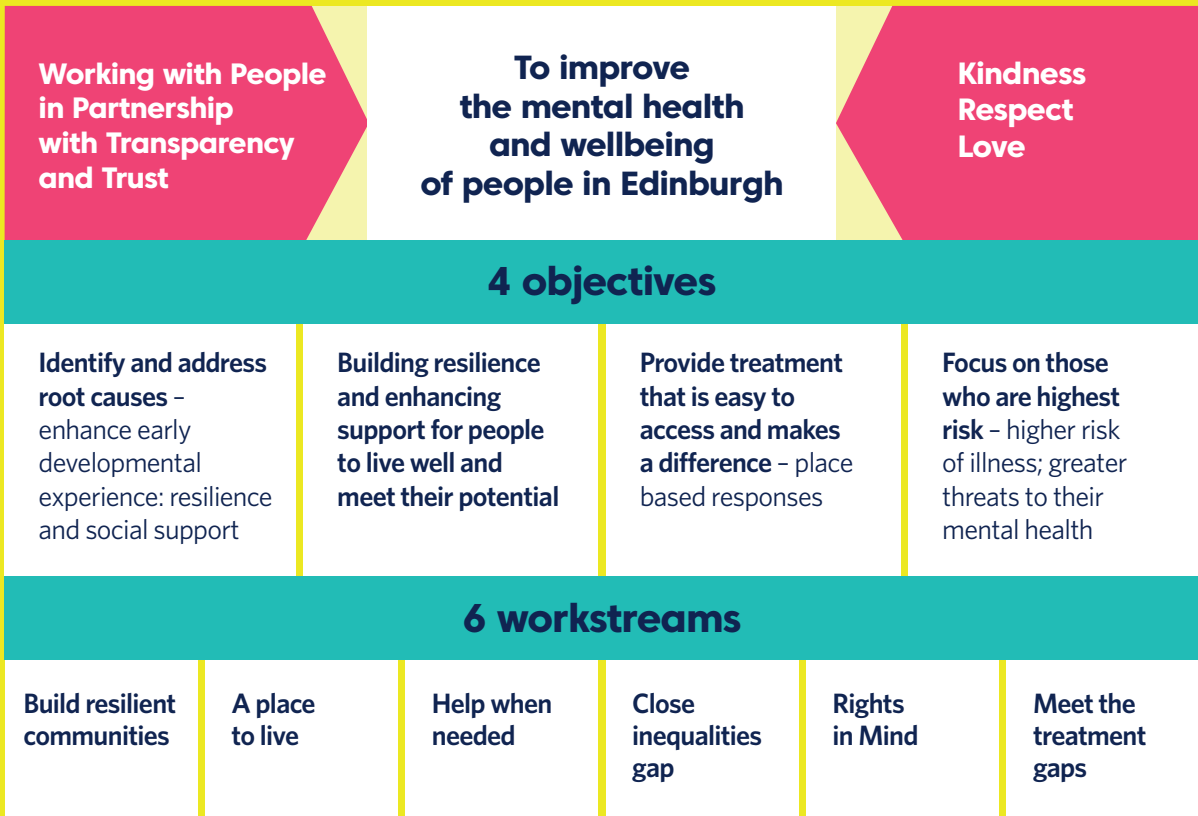 Working with People
in Partnership
with Transparency
and Trust
To improve
the mental health
and wellbeing
of people in Edinburgh
Kindness
Respect
Love
4 objectives
Identify and address
root causes –
enhance early
developmental
experience: resilience
and social support
Building resilience
and enhancing
support for people
to live well and
meet their potential
Provide treatment
that is easy to
access and makes
a difference – place
based responses
Focus on those
who are highest
risk – higher risk
of illness; greater
threats to their
mental health
6 workstreams
Build resilient
communities
A place
to live
Help when
needed
Close
inequalities
gap
Rights
in Mind
Meet the
treatment
gaps